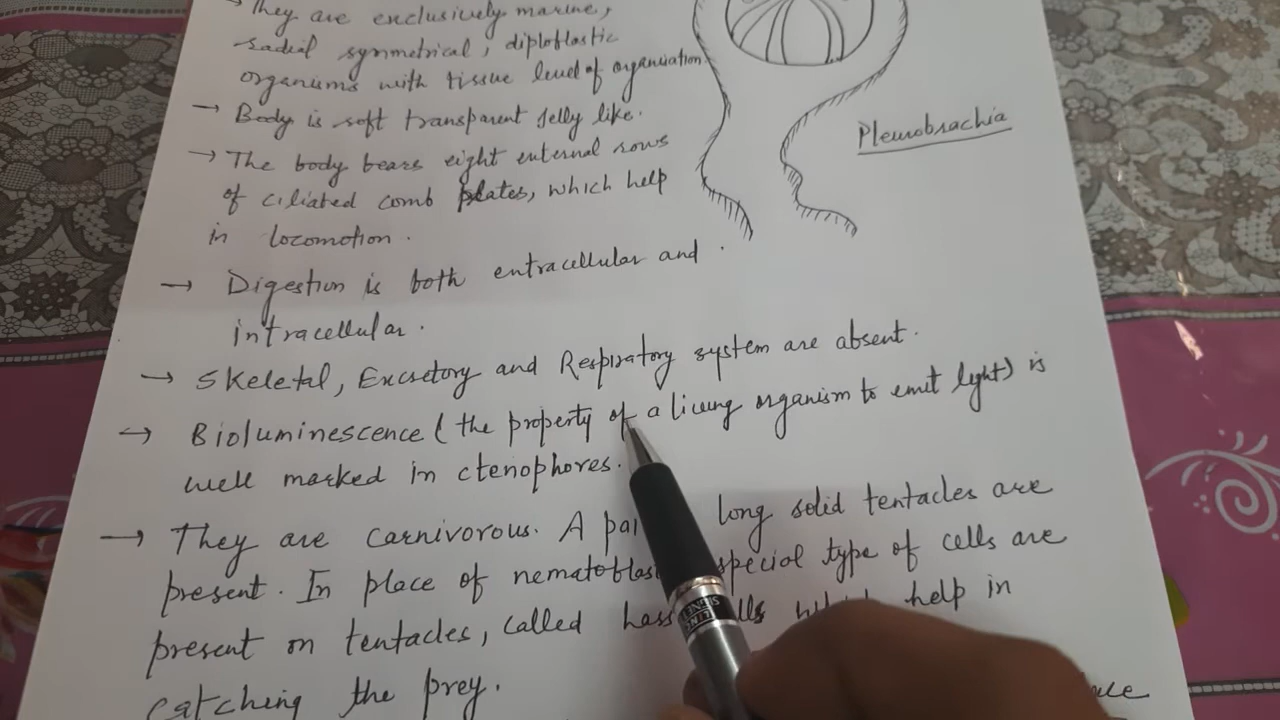 They are exclusively marine,
radial symmetrical, diploblastic
organisms with tissue level of organisation
→ Body is soft transparent Jelly like.
→ The body bears eight external rows
of ciliated comb plates, which help
in locomotion.
Pleurobrachia
→ Digestion is both extracellular and
intracellular.
→ Skeletal, Excretory and Respiratory system are absent.
→ Bioluminescence (the property of a living organism to emit light) is
well marked in ctenophores.
→ They are carnivorous. A long solid tentacles are
present. In place of special type of cells are
present on tentacles, called help in
catching the prey.